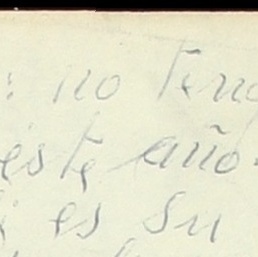 : no teng
este año.
es su